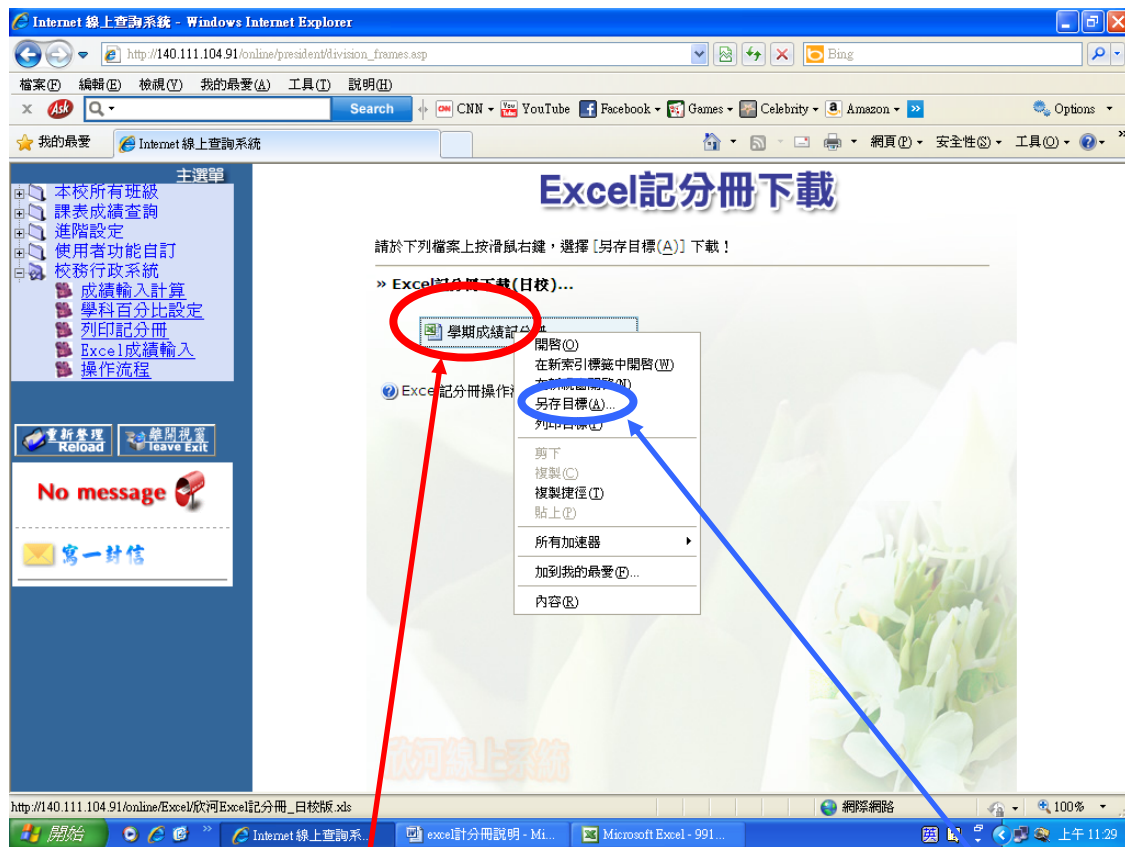 Internet 線上查詢系統 - Windows Internet Explorer
http://140.111.104.91/online/president/division_frames.asp
Bing
檔案(F) 編輯(E) 檢視(V) 我的最愛(A) 工具(T) 說明(H)
x Ask Search CNN YouTube Facebook Games Celebrity Amazon Options
我的最愛 Internet 線上查詢系統 網頁(P) 安全性(S) 工具(O)
主選單
本校所有班級
課表成績查詢
進階設定
使用者功能自訂
校務行政系統
成績輸入計算
學科百分比設定
列印記分冊
Excel成績輸入
操作流程
重新整理 Reload
離開視窗 leave Exit
No message
寫一封信
Excel記分冊下載
請於下列檔案上按滑鼠右鍵，選擇 [另存目標(A)] 下載！
» Excel記分冊下載(日校)...
學期成績記分冊
Excel記分冊操作
開啓(O)
在新索引標籤中開啓(W)
在新視窗開啓(N)
另存目標(A)...
列印目標(P)
剪下
複製(C)
複製捷徑(T)
貼上(P)
所有加速器
加到我的最愛(F)...
內容(R)
欣河線上系統
http://140.111.104.91/online/Excel/欣河Excel記分冊_日校版.xls
網際網路
100%
開始
Internet 線上查詢系...
excel計分冊說明 - Mi...
Microsoft Excel - 991...
英
上午 11:29